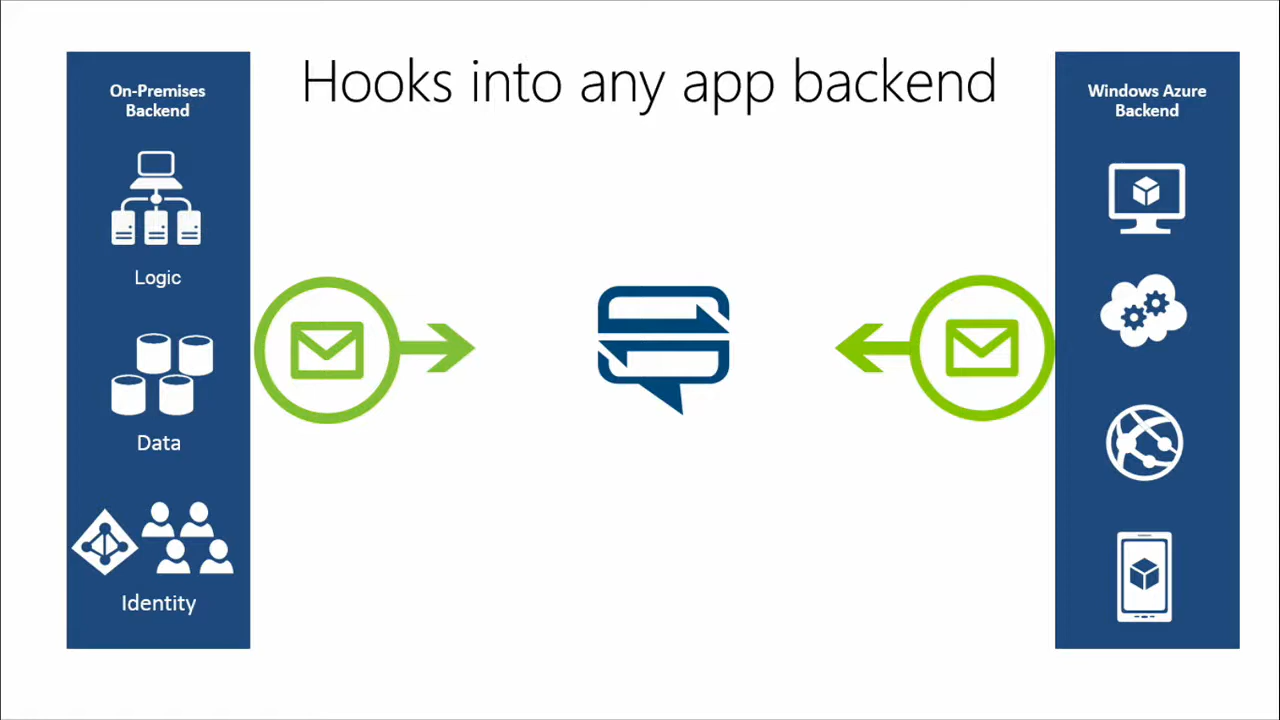 Hooks into any app backend
On-Premises
Backend
Logic
Data
Identity
Windows Azure
Backend